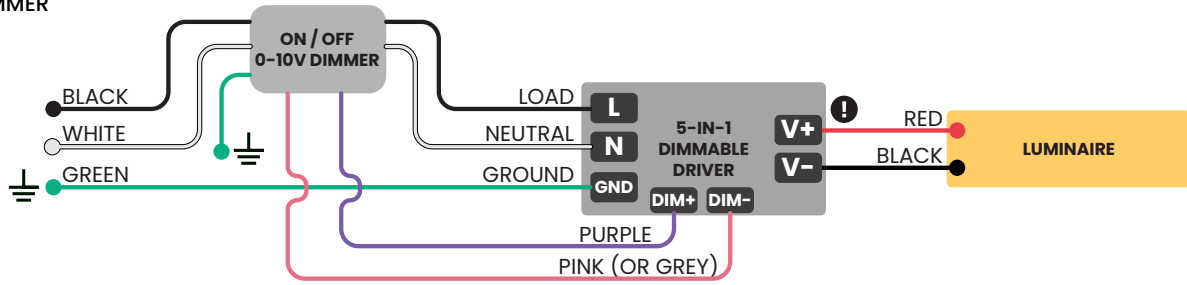 ON / OFF
0-10V DIMMER
BLACK
WHITE
GREEN
LOAD
NEUTRAL
GROUND
L
N
GND
5-IN-1
DIMMABLE
DRIVER
DIM+ DIM-
V+
V-
!
RED
BLACK
LUMINAIRE
PURPLE
PINK (OR GREY)